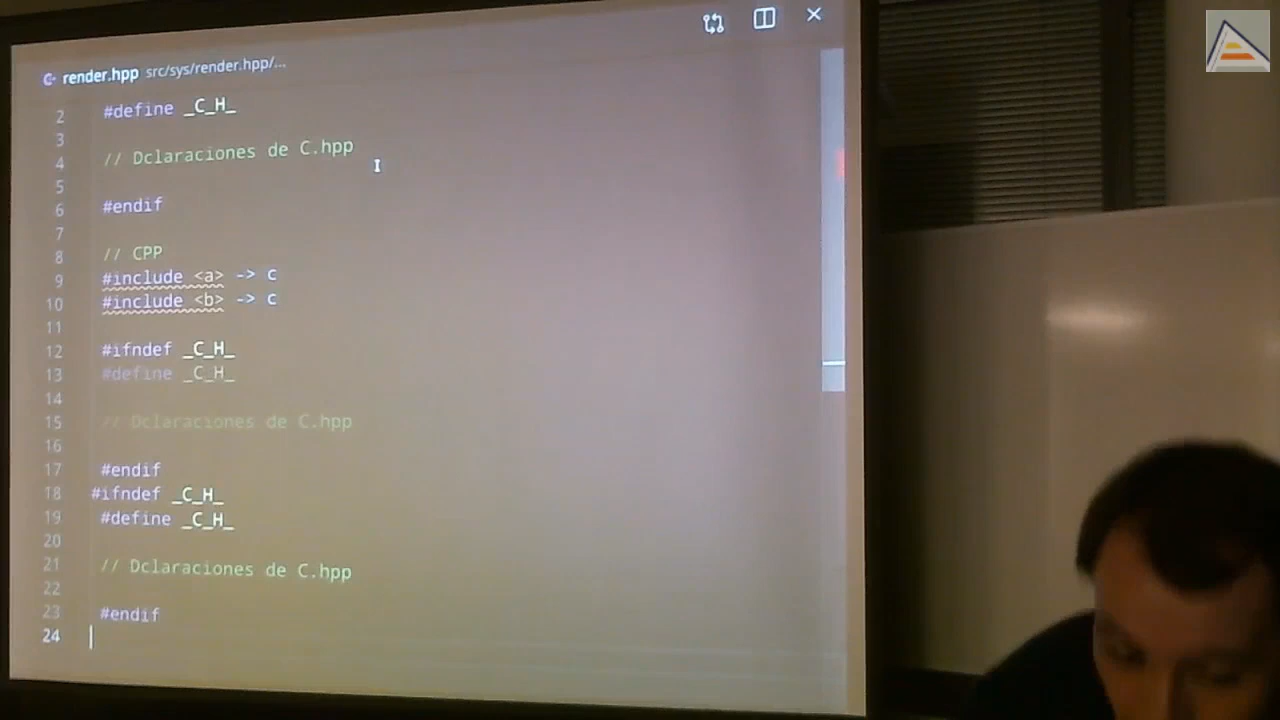 render.hpp src/sys/render.hpp/...
2 #define _C_H_
3
4 // Dclaraciones de C.hpp
5
6 #endif
7
8 // CPP
9 #include <a> -> c
10 #include <b> -> c
11
12 #ifndef _C_H_
13 #define _C_H_
14
15 // Dclaraciones de C.hpp
16
17 #endif
18 #ifndef _C_H_
19 #define _C_H_
20
21 // Dclaraciones de C.hpp
22
23 #endif
24